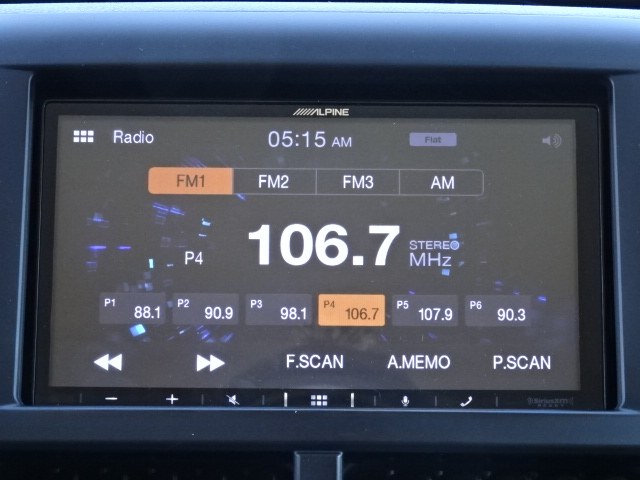 ALPINE
Radio 05:15 AM Flat
FM1 FM2 FM3 AM
P4 106.7 STEREO MHz
P1 88.1 P2 90.9 P3 98.1 P4 106.7 P5 107.9 P6 90.3
F.SCAN A.MEMO P.SCAN
SiriusXM